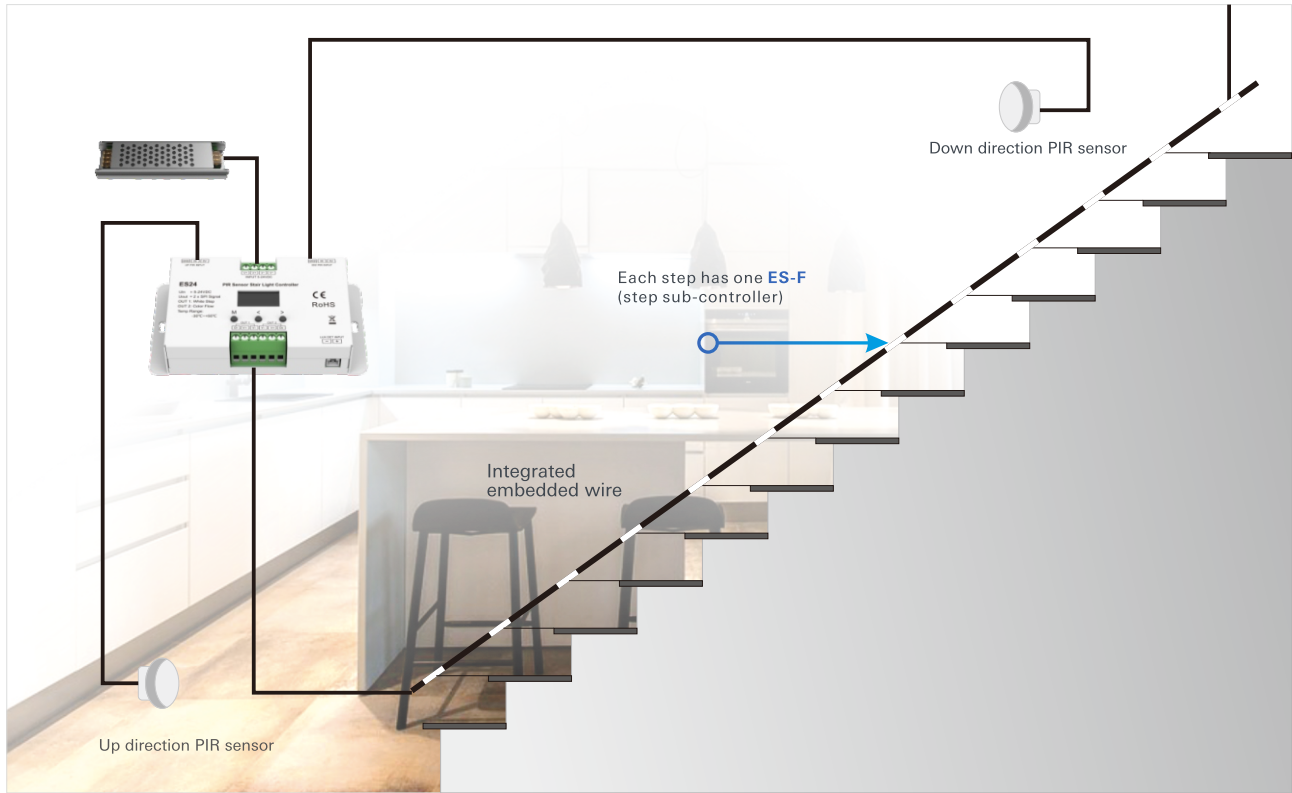 Down direction PIR sensor
ES24
PIR Sensor Stair Light Controller
CE
RoHS
Each step has one ES-F
(step sub-controller)
Integrated
embedded wire
Up direction PIR sensor